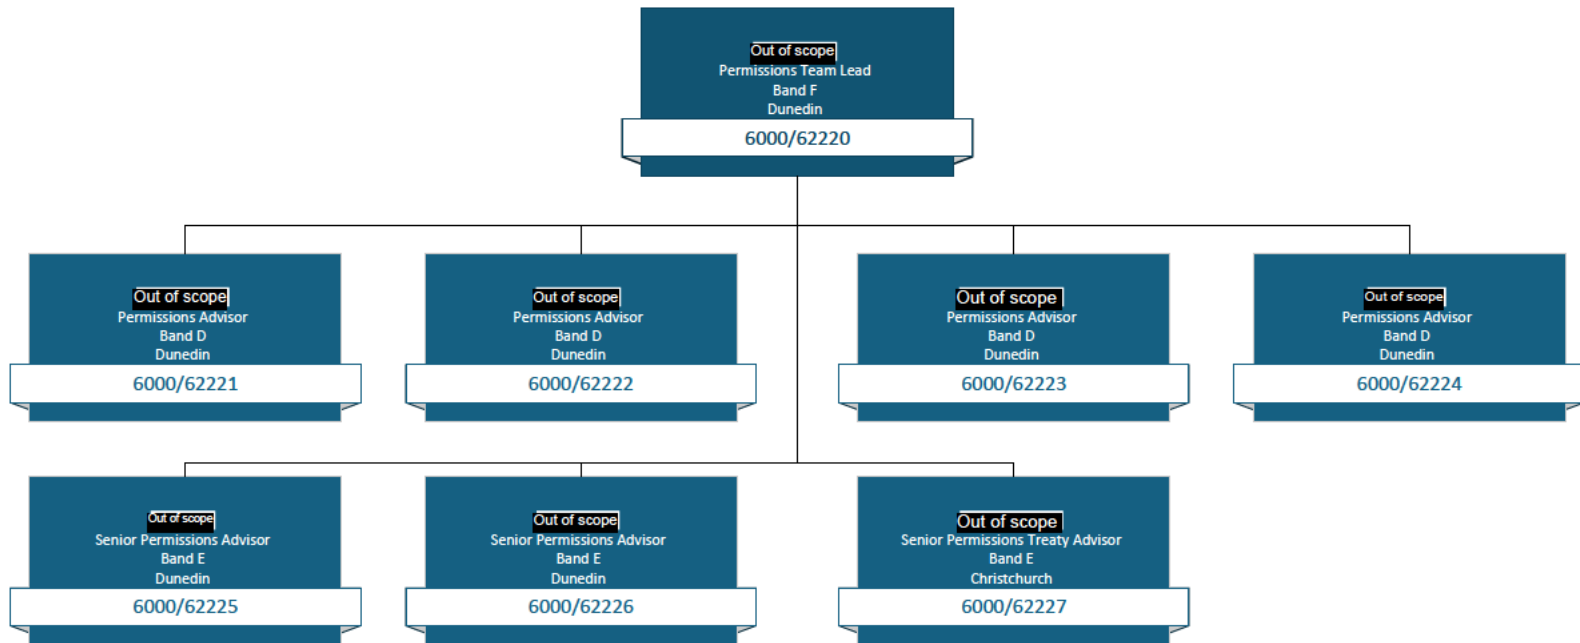 Out of scope
Permissions Team Lead
Band F
Dunedin
6000/62220
Out of scope
Permissions Advisor
Band D
Dunedin
6000/62221
Out of scope
Permissions Advisor
Band D
Dunedin
6000/62222
Out of scope
Permissions Advisor
Band D
Dunedin
6000/62223
Out of scope
Permissions Advisor
Band D
Dunedin
6000/62224
Out of scope
Senior Permissions Advisor
Band E
Dunedin
6000/62225
Out of scope
Senior Permissions Advisor
Band E
Dunedin
6000/62226
Out of scope
Senior Permissions Treaty Advisor
Band E
Christchurch
6000/62227